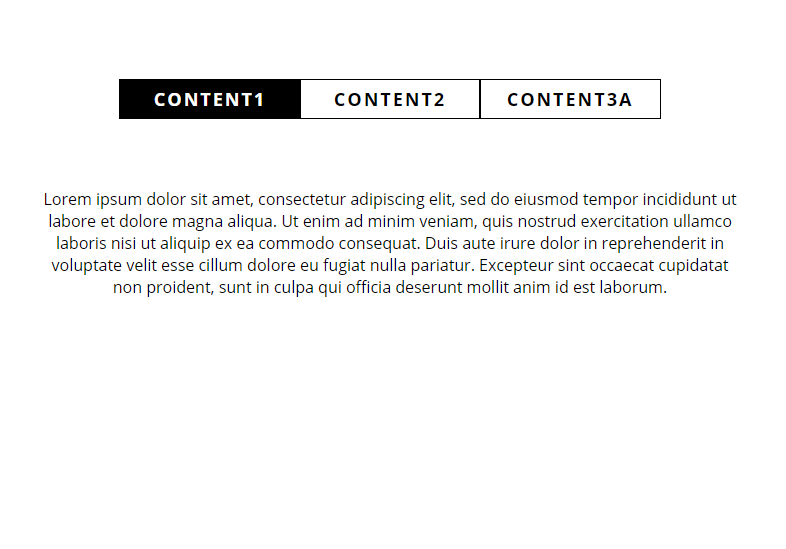 CONTENT1 CONTENT2 CONTENT3A
Lorem ipsum dolor sit amet, consectetur adipiscing elit, sed do eiusmod tempor incididunt ut
labore et dolore magna aliqua. Ut enim ad minim veniam, quis nostrud exercitation ullamco
laboris nisi ut aliquip ex ea commodo consequat. Duis aute irure dolor in reprehenderit in
voluptate velit esse cillum dolore eu fugiat nulla pariatur. Excepteur sint occaecat cupidatat
non proident, sunt in culpa qui officia deserunt mollit anim id est laborum.